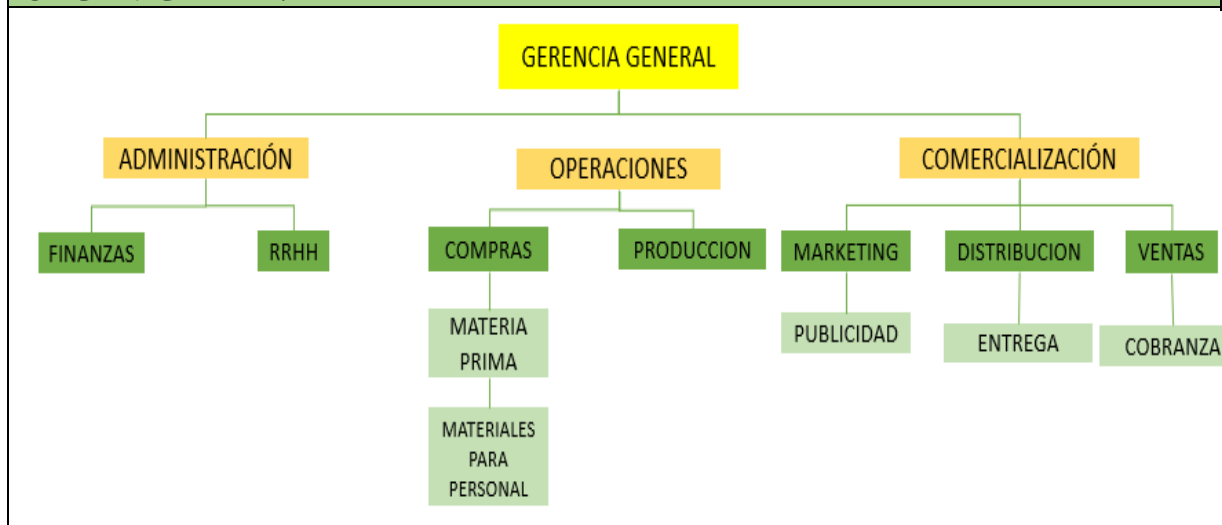 GERENCIA GENERAL
ADMINISTRACIÓN
OPERACIONES
COMERCIALIZACIÓN
FINANZAS
RRHH
COMPRAS
PRODUCCION
MARKETING
DISTRIBUCION
VENTAS
MATERIA
PRIMA
PUBLICIDAD
ENTREGA
COBRANZA
MATERIALES
PARA
PERSONAL